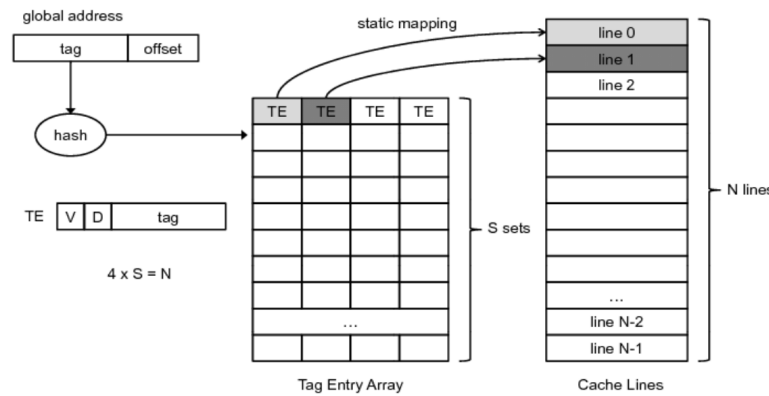 global address
tag offset
hash
TE V D tag
4 x S = N
static mapping
TE TE TE TE
...
S sets
Tag Entry Array
line 0
line 1
line 2
...
line N-2
line N-1
N lines
Cache Lines